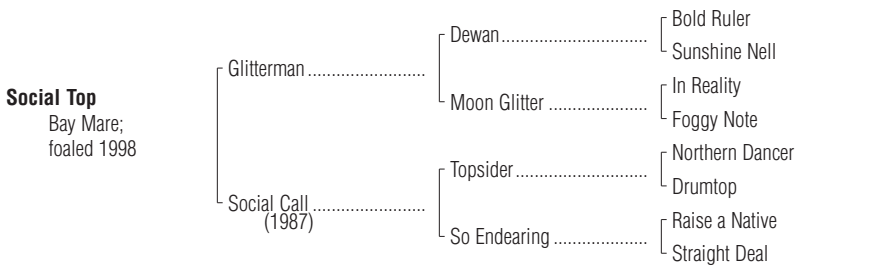 Bold Ruler
Dewan..............................
Sunshine Nell
Glitterman.........................
In Reality
Social Top
Moon Glitter .....................
Bay Mare;
Foggy Note
foaled 1998
Northern Dancer
Topsider............................
Drumtop
Social Call ........................
(1987)
Raise a Native
So Endearing ....................
Straight Deal